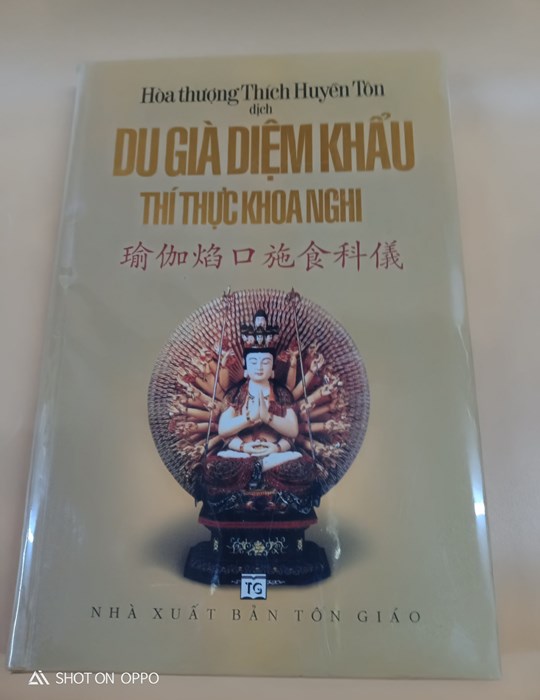 Hòa thượng Thích Huyền Tôn
dịch
DU GIÀ DIỆM KHẨU
THÍ THỰC KHOA NGHI
瑜伽焰口施食科儀
TG
NHÀ XUẤT BẢN TÔN GIÁO
SHOT ON OPPO